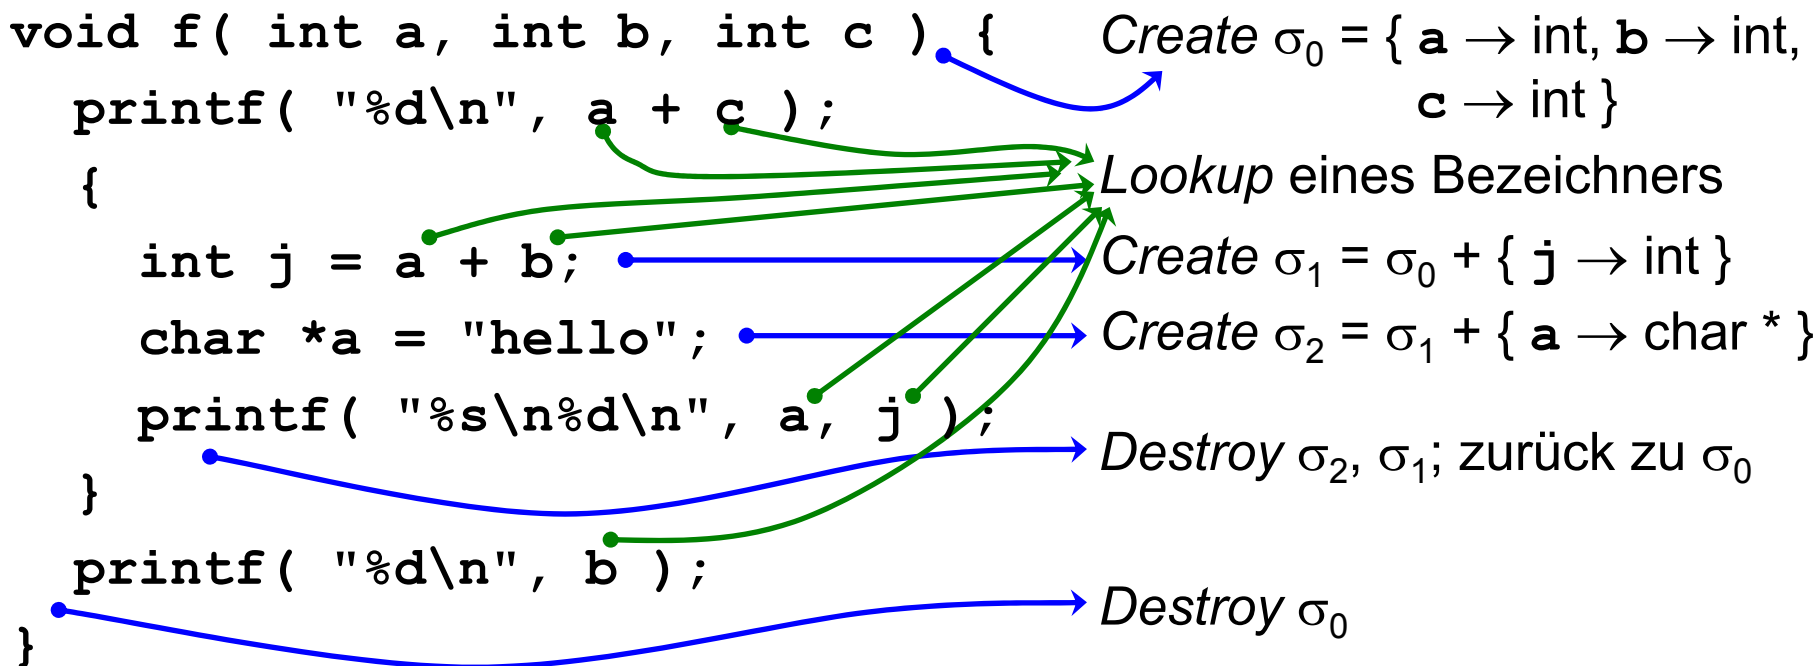 void f( int a, int b, int c ) {
Create σ0 = { a → int, b → int,
c → int }
printf( "%d\n", a + c );
Lookup eines Bezeichners
{
int j = a + b;
Create σ1 = σ0 + { j → int }
char *a = "hello";
Create σ2 = σ1 + { a → char * }
printf( "%s\n%d\n", a, j );
Destroy σ2, σ1; zurück zu σ0
}
printf( "%d\n", b );
Destroy σ0
}